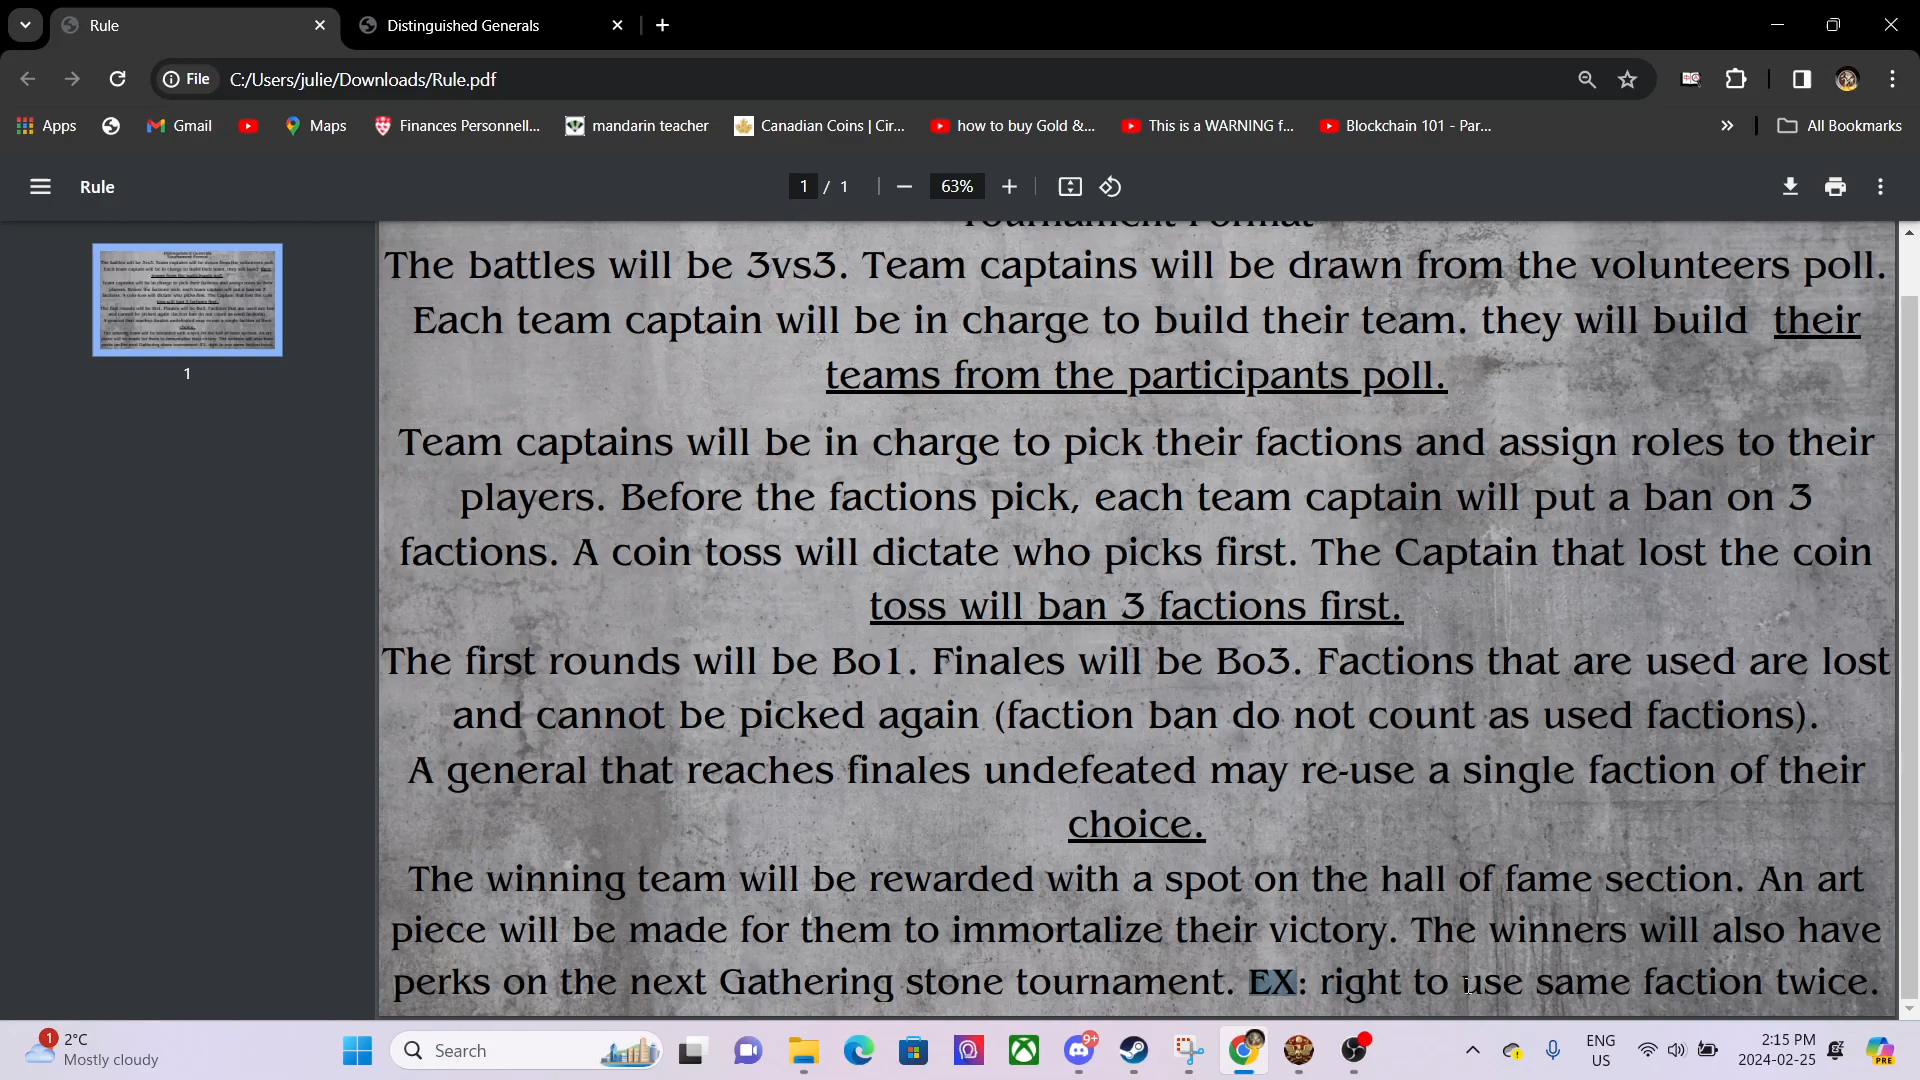 Rule
Distinguished Generals
File
C:/Users/julie/Downloads/Rule.pdf
Apps
Gmail
Maps
Finances Personnell...
mandarin teacher
Canadian Coins | Cir...
how to buy Gold &...
This is a WARNING f...
Blockchain 101 - Par...
All Bookmarks
Rule
1 / 1
63%
1
Tournament Format
The battles will be 3vs3. Team captains will be drawn from the volunteers poll.
Each team captain will be in charge to build their team. they will build their
teams from the participants poll.
Team captains will be in charge to pick their factions and assign roles to their
players. Before the factions pick, each team captain will put a ban on 3
factions. A coin toss will dictate who picks first. The Captain that lost the coin
toss will ban 3 factions first.
The first rounds will be Bo1. Finales will be Bo3. Factions that are used are lost
and cannot be picked again (faction ban do not count as used factions).
A general that reaches finales undefeated may re-use a single faction of their
choice.
The winning team will be rewarded with a spot on the hall of fame section. An art
piece will be made for them to immortalize their victory. The winners will also have
perks on the next Gathering stone tournament. EX: right to use same faction twice.
1
2°C
Mostly cloudy
Search
9+
ENG
US
2:15 PM
2024-02-25
PRE